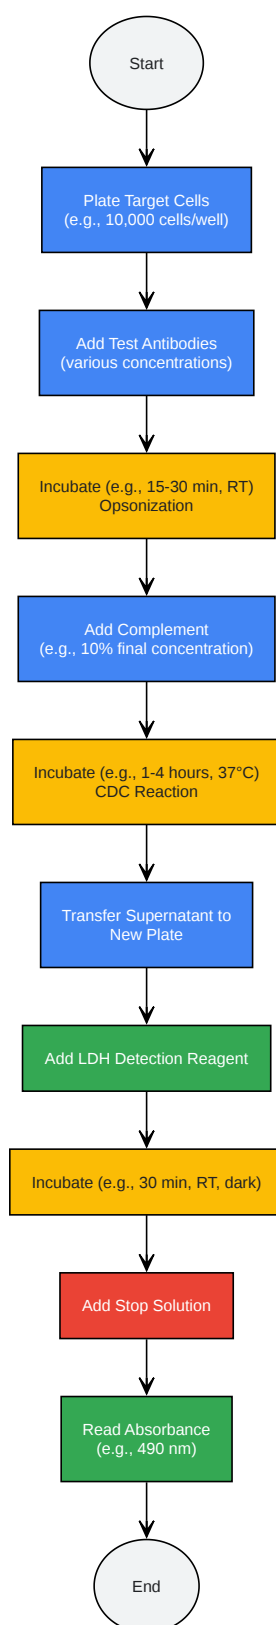 Start
Plate Target Cells
(e.g., 10,000 cells/well)
Add Test Antibodies
(various concentrations)
Incubate (e.g., 15-30 min, RT)
Opsonization
Add Complement
(e.g., 10% final concentration)
Incubate (e.g., 1-4 hours, 37°C)
CDC Reaction
Transfer Supernatant to
New Plate
Add LDH Detection Reagent
Incubate (e.g., 30 min, RT, dark)
Add Stop Solution
Read Absorbance
(e.g., 490 nm)
End